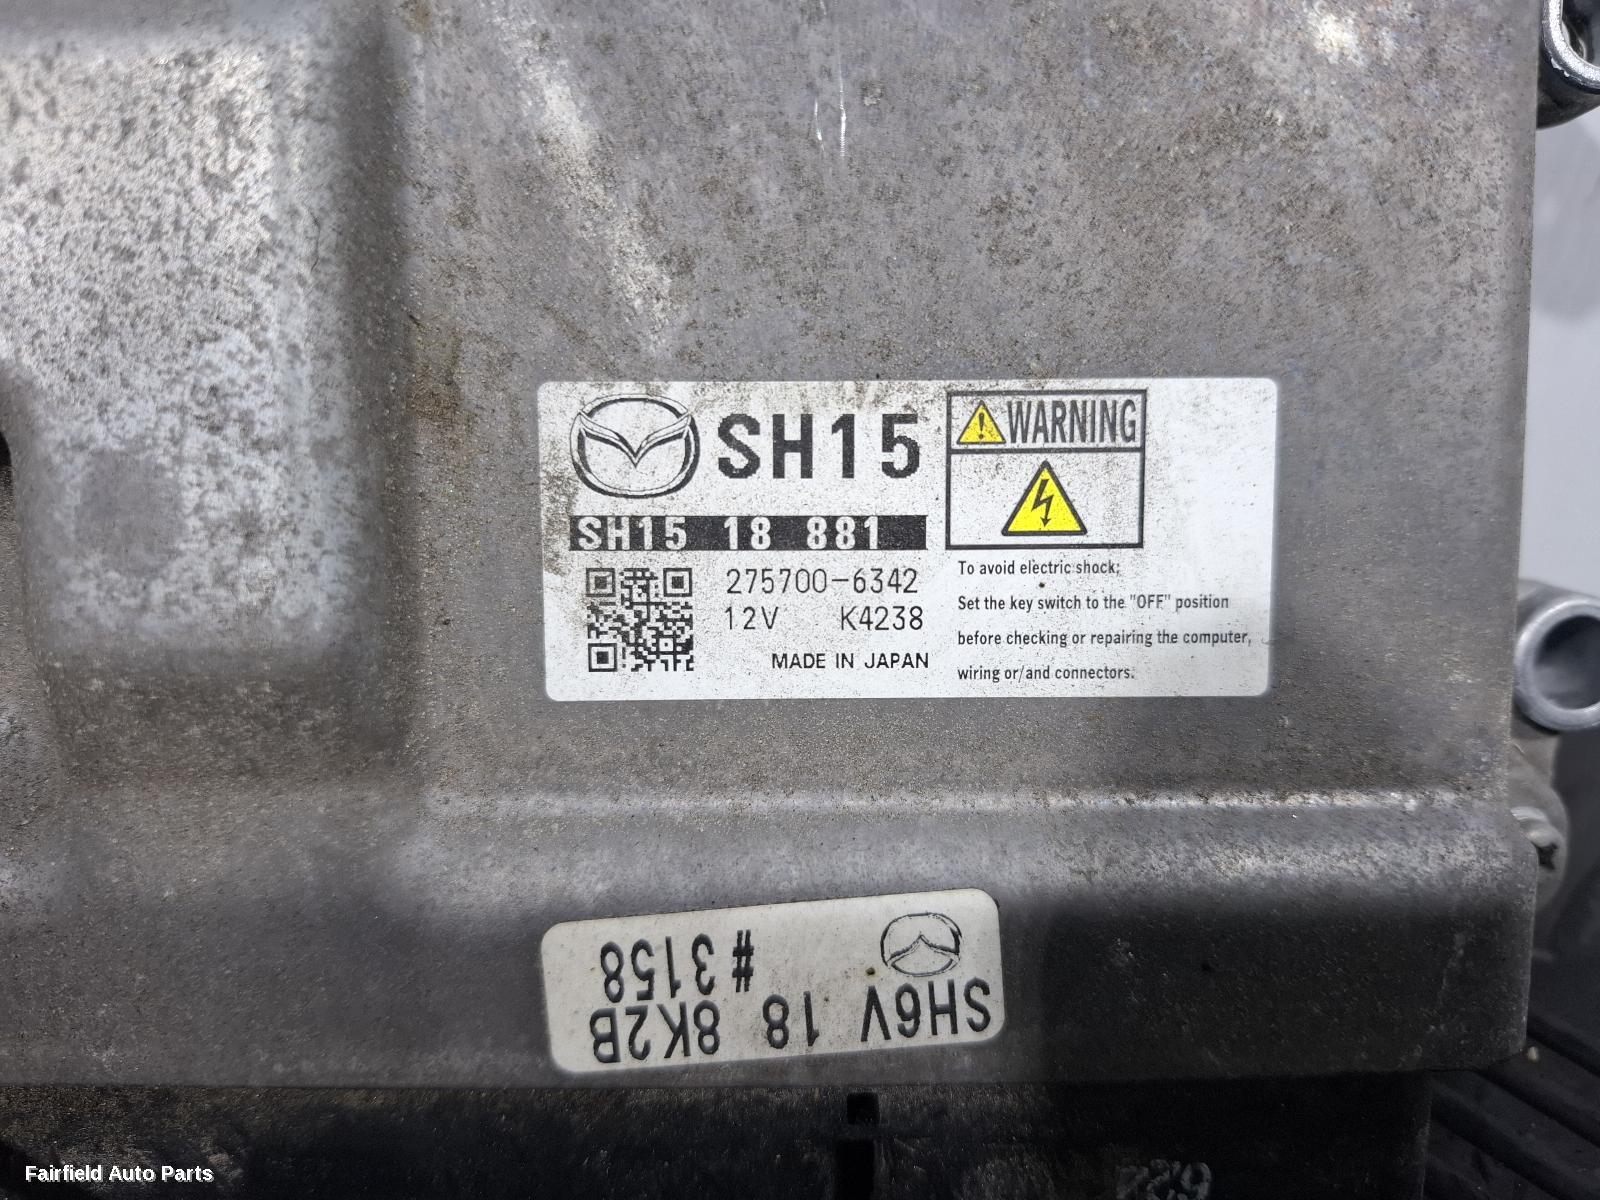 SH15
SH15 18 881
275700-6342
12V K4238
MADE IN JAPAN
WARNING
To avoid electric shock;
Set the key switch to the "OFF" position
before checking or repairing the computer,
wiring or/and connectors.
SH6V 18 8K2B
#3158
Fairfield Auto Parts